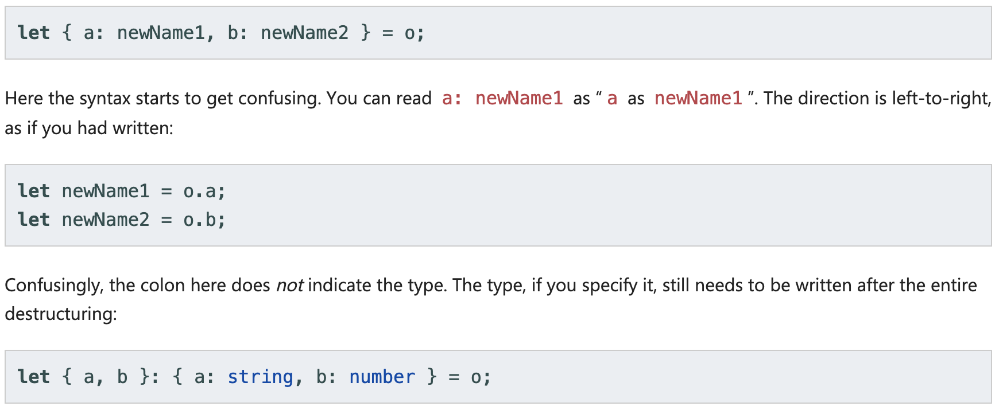 let { a: newName1, b: newName2 } = o;
Here the syntax starts to get confusing. You can read a: newName1 as “ a as newName1 ”. The direction is left-to-right,
as if you had written:
let newName1 = o.a;
let newName2 = o.b;
Confusingly, the colon here does not indicate the type. The type, if you specify it, still needs to be written after the entire
destructuring:
let { a, b }: { a: string, b: number } = o;